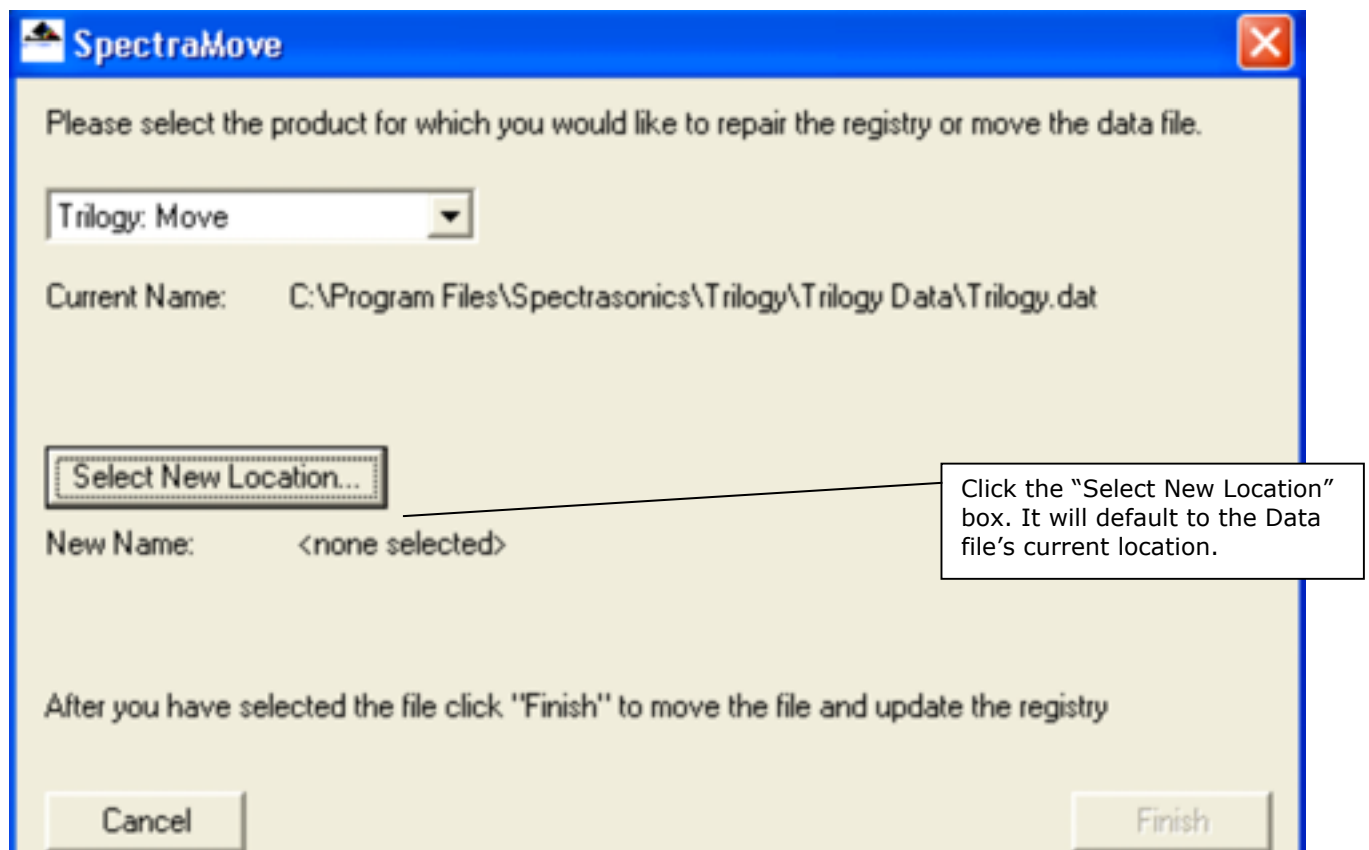 SpectraMove
Please select the product for which you would like to repair the registry or move the data file.
Trilogy: Move
Current Name: C:\Program Files\Spectrasonics\Trilogy\Trilogy Data\Trilogy.dat
Select New Location...
Click the “Select New Location”
box. It will default to the Data
file’s current location.
New Name: <none selected>
After you have selected the file click "Finish" to move the file and update the registry
Cancel
Finish